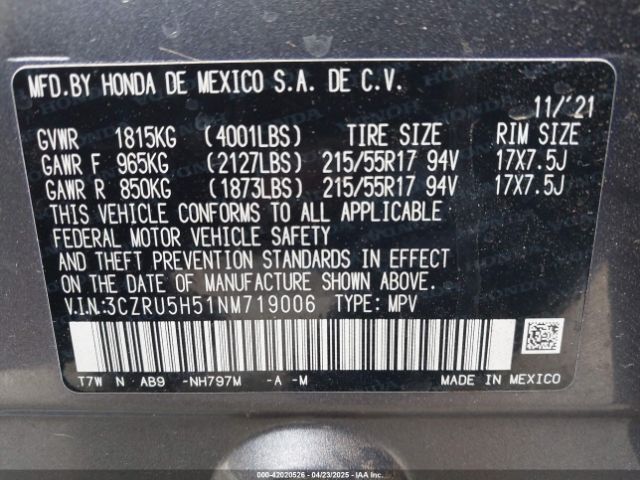 MFD.BY HONDA DE MEXICO S.A. DE C.V.
11/'21
GVWR 1815KG (4001LBS) TIRE SIZE RIM SIZE
GAWR F 965KG (2127LBS) 215/55R17 94V 17X7.5J
GAWR R 850KG (1873LBS) 215/55R17 94V 17X7.5J
THIS VEHICLE CONFORMS TO ALL APPLICABLE
FEDERAL MOTOR VEHICLE SAFETY
AND THEFT PREVENTION STANDARDS IN EFFECT
ON THE DATE OF MANUFACTURE SHOWN ABOVE.
V.I.N:3CZRU5H51NM719006 TYPE: MPV
T7W N AB9 -NH797M -A -M MADE IN MEXICO
000-42020526 - 04/23/2025 - IAAI.COM